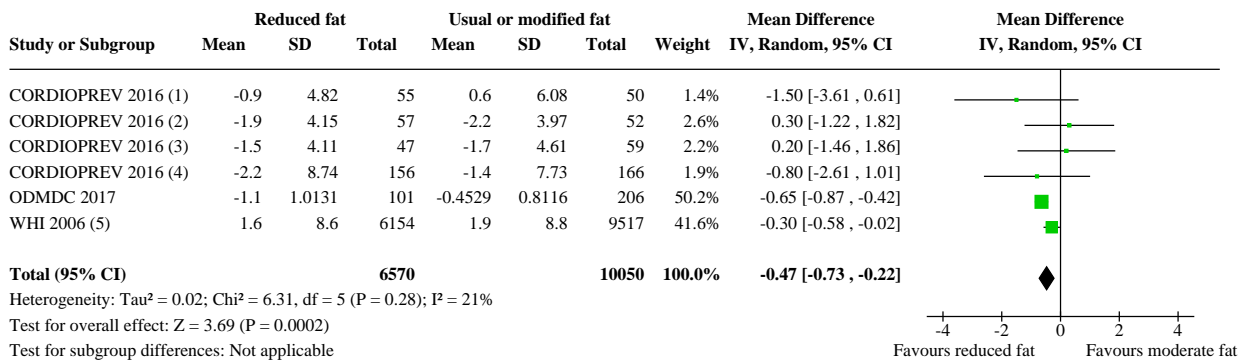 Reduced fat Usual or modified fat Mean Difference Mean Difference
Study or Subgroup Mean SD Total Mean SD Total Weight IV, Random, 95% CI IV, Random, 95% CI
CORDIOPREV 2016 (1) -0.9 4.82 55 0.6 6.08 50 1.4% -1.50 [-3.61 , 0.61]
CORDIOPREV 2016 (2) -1.9 4.15 57 -2.2 3.97 52 2.6% 0.30 [-1.22 , 1.82]
CORDIOPREV 2016 (3) -1.5 4.11 47 -1.7 4.61 59 2.2% 0.20 [-1.46 , 1.86]
CORDIOPREV 2016 (4) -2.2 8.74 156 -1.4 7.73 166 1.9% -0.80 [-2.61 , 1.01]
ODMDC 2017 -1.1 1.0131 101 -0.4529 0.8116 206 50.2% -0.65 [-0.87 , -0.42]
WHI 2006 (5) 1.6 8.6 6154 1.9 8.8 9517 41.6% -0.30 [-0.58 , -0.02]
Total (95% CI) 6570 10050 100.0% -0.47 [-0.73 , -0.22]
Heterogeneity: Tau² = 0.02; Chi² = 6.31, df = 5 (P = 0.28); I² = 21%
Test for overall effect: Z = 3.69 (P = 0.0002) -4 -2 0 2 4
Test for subgroup differences: Not applicable Favours reduced fat Favours moderate fat